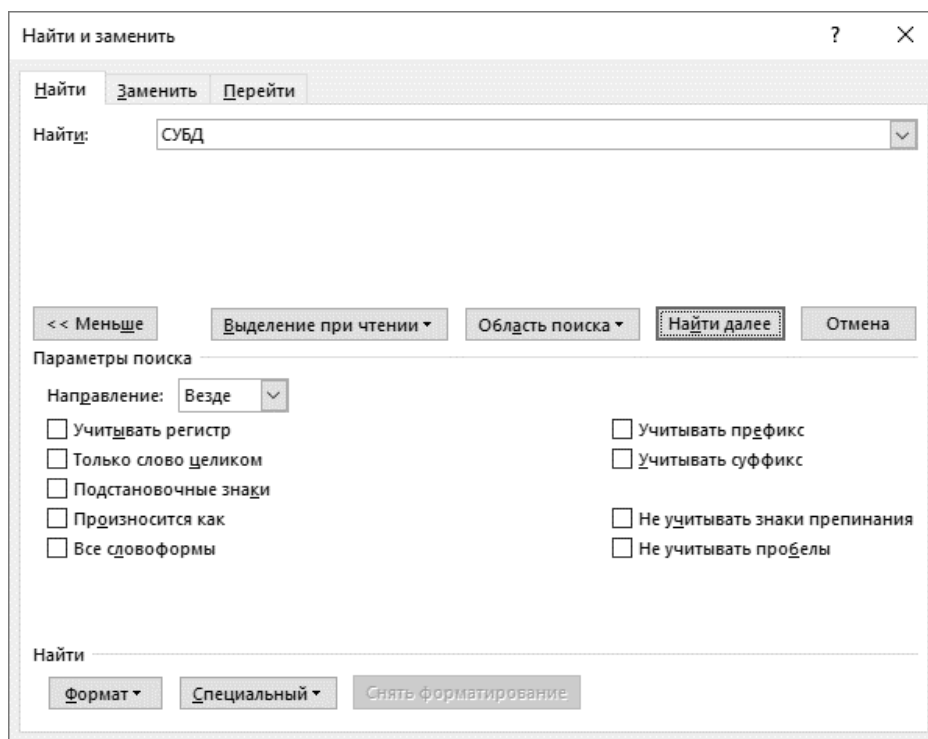 Найти и заменить ? ×
Найти Заменить Перейти
Найти: СУБД
<< Меньше Выделение при чтении Область поиска Найти далее Отмена
Параметры поиска
Направление: Везде
Учитывать регистр Учитывать префикс
Только слово целиком Учитывать суффикс
Подстановочные знаки
Произносится как Не учитывать знаки препинания
Все словоформы Не учитывать пробелы
Найти
Формат Специальный Снять форматирование